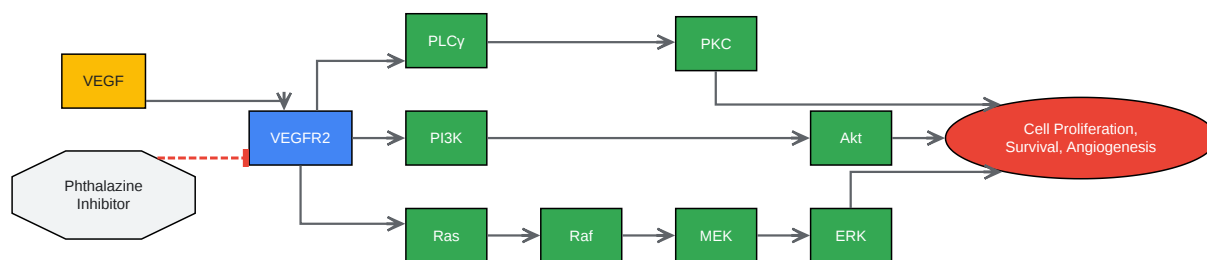 PLCγ
PKC
VEGF
VEGFR2
PI3K
Akt
Cell Proliferation,
Survival, Angiogenesis
Phthalazine
Inhibitor
Ras
Raf
MEK
ERK